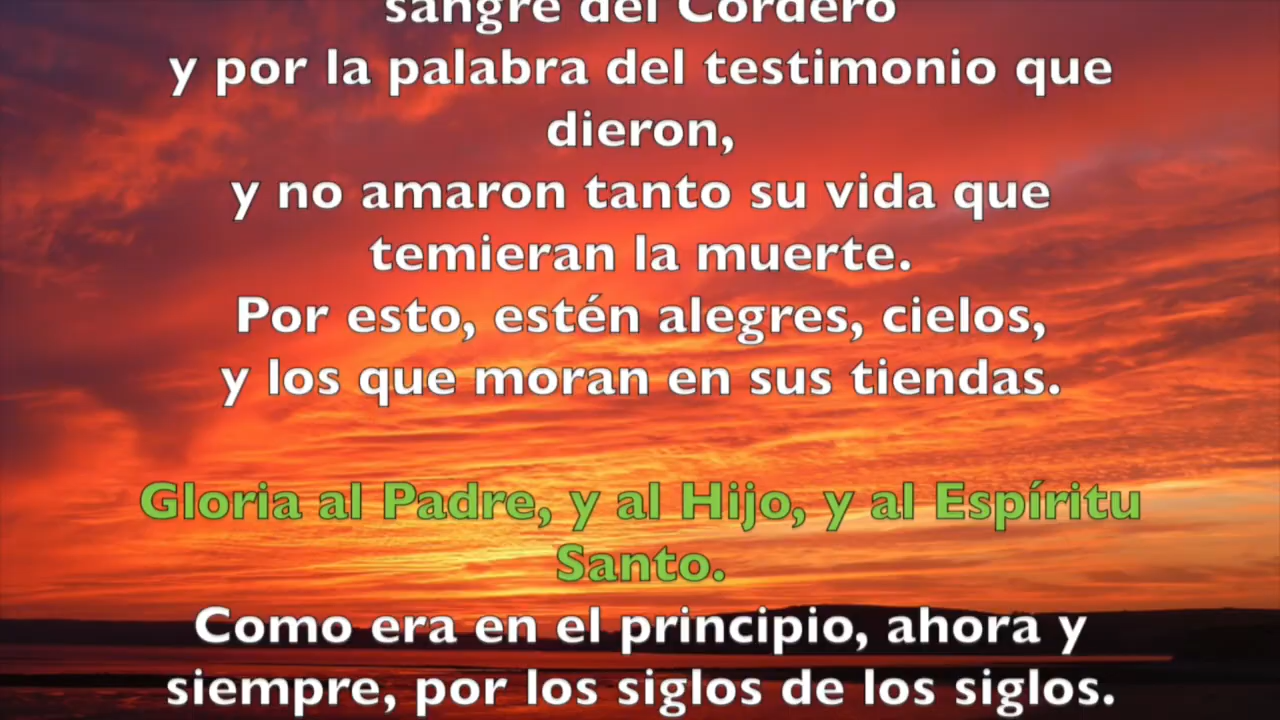 sangre del Cordero
y por la palabra del testimonio que
dieron,
y no amaron tanto su vida que
temieran la muerte.
Por esto, estén alegres, cielos,
y los que moran en sus tiendas.
Gloria al Padre, y al Hijo, y al Espíritu
Santo.
Como era en el principio, ahora y
siempre, por los siglos de los siglos.